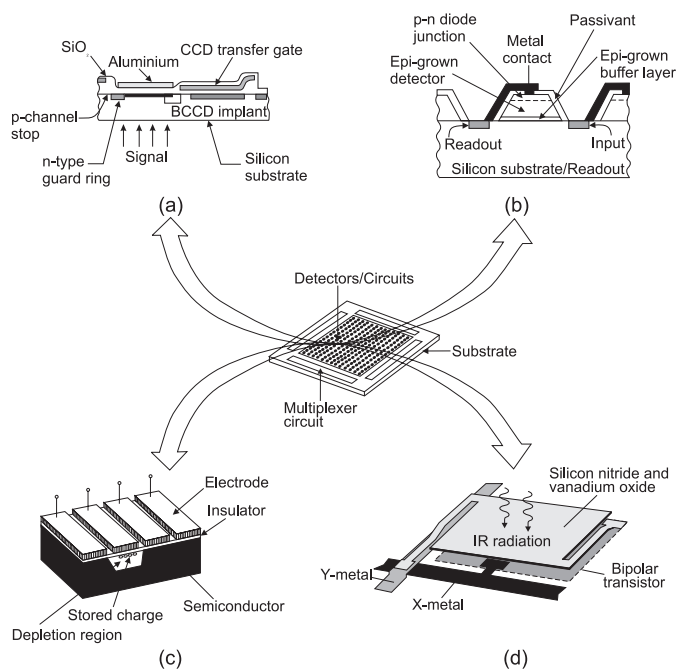 SiO2
Aluminium
CCD transfer gate
p-channel
stop
BCCD implant
n-type
guard ring
Signal
Silicon
substrate
(a)
p-n diode
junction
Metal
contact
Passivant
Epi-grown
detector
Epi-grown
buffer layer
Readout
Input
Silicon substrate/Readout
(b)
Detectors/Circuits
Substrate
Multiplexer
circuit
Electrode
Insulator
Stored charge
Depletion region
Semiconductor
(c)
Silicon nitride and
vanadium oxide
IR radiation
Y-metal
X-metal
Bipolar
transistor
(d)